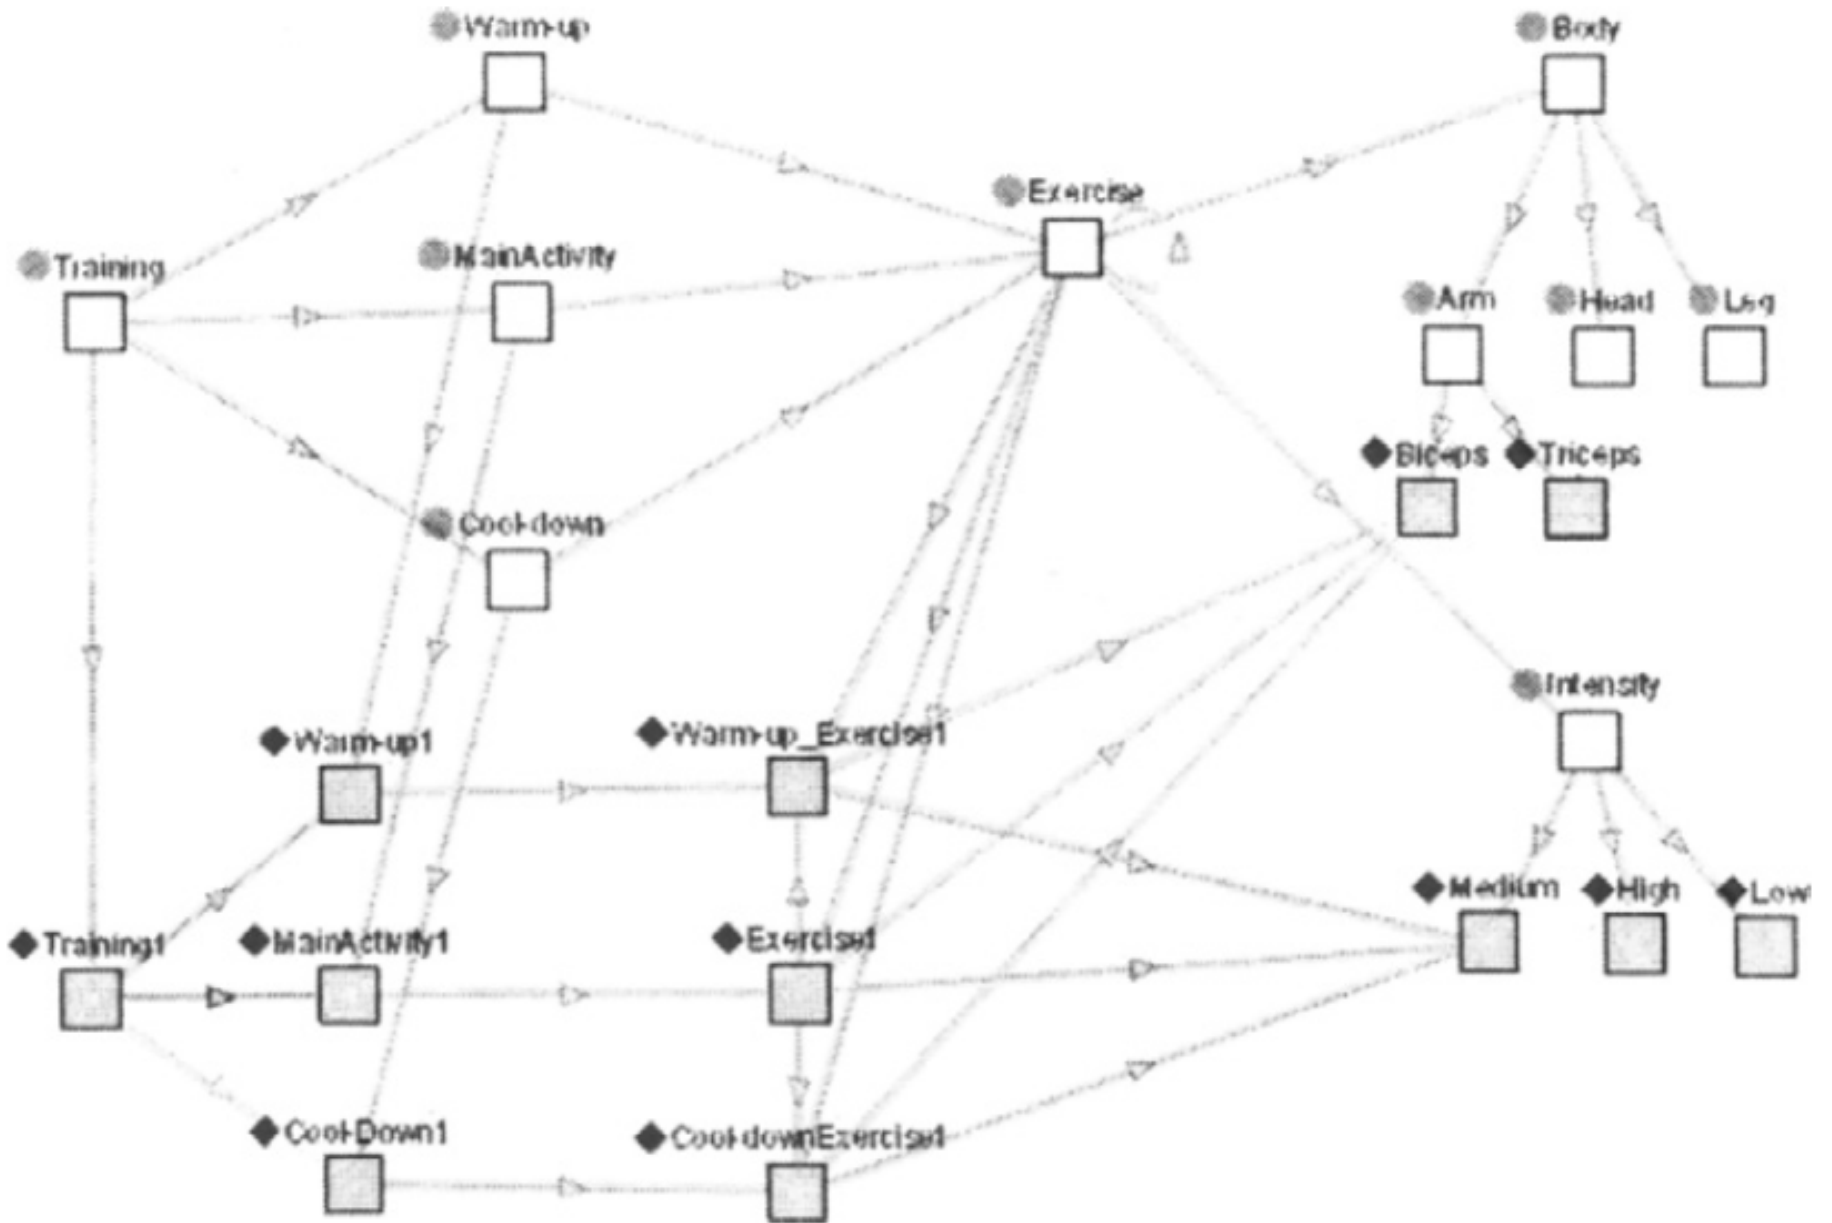 Warm-up
Body
Exercise
Training
MainActivity
Arm
Head
Leg
Biceps
Triceps
Cool-down
Intensity
Warm-up1
Warm-up_Exercise1
Medium
High
Low
Training1
MainActivity1
Exercise1
Cool-Down1
Cool-downExercise1